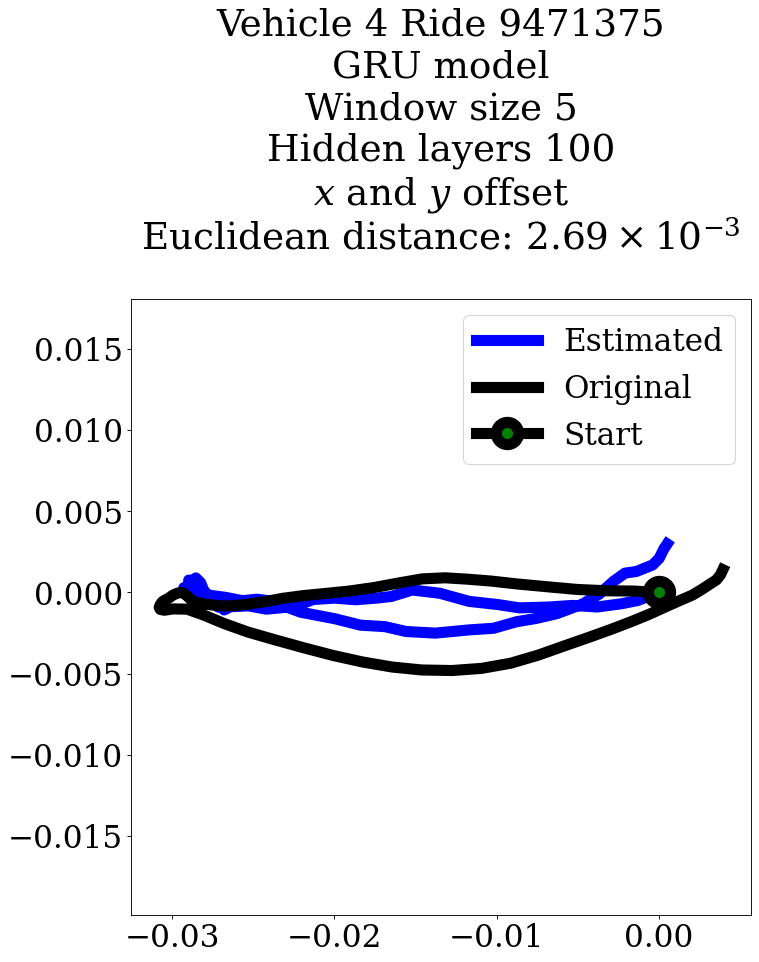 Vehicle 4 Ride 9471375
GRU model
Window size 5
Hidden layers 100
x and y offset
Euclidean distance: 2.69 × 10⁻³
Estimated
Original
Start
0.015
0.010
0.005
0.000
−0.005
−0.010
−0.015
−0.03 −0.02 −0.01 0.00